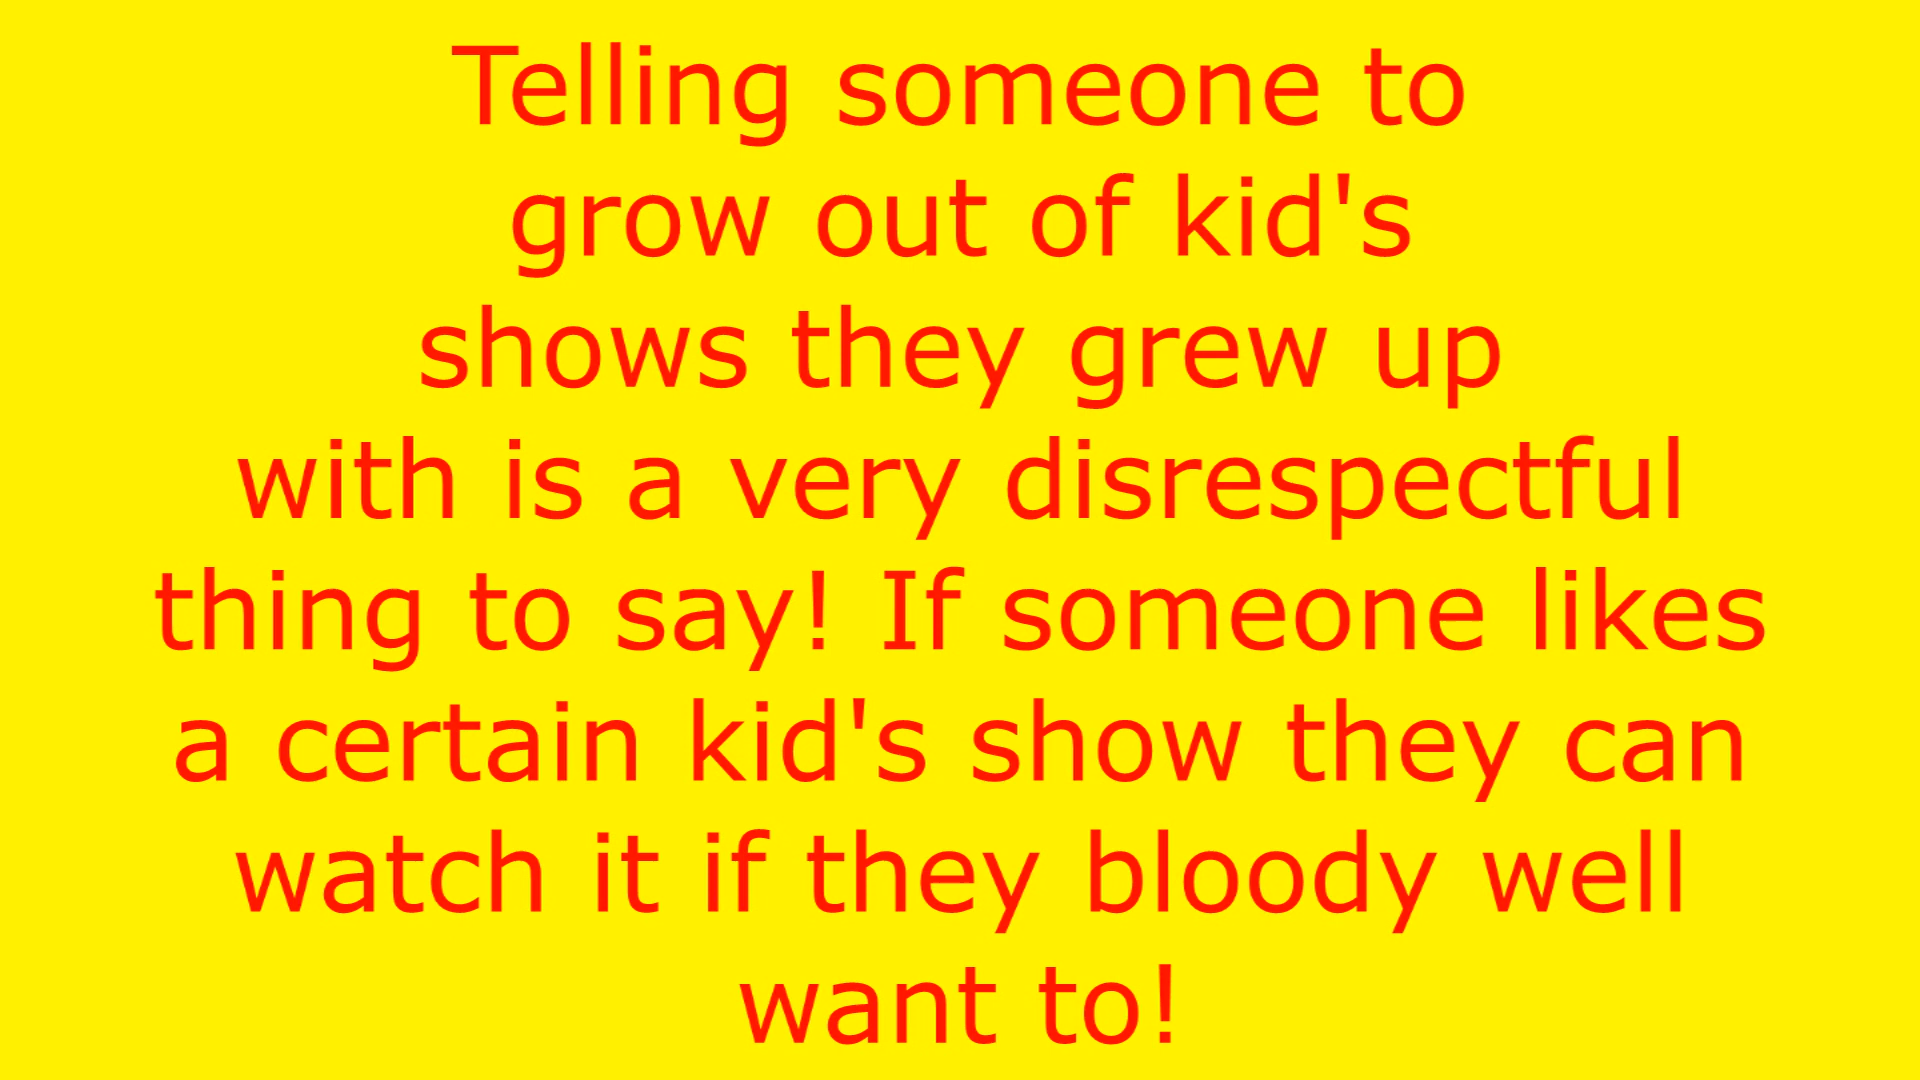 Telling someone to
grow out of kid's
shows they grew up
with is a very disrespectful
thing to say! If someone likes
a certain kid's show they can
watch it if they bloody well
want to!